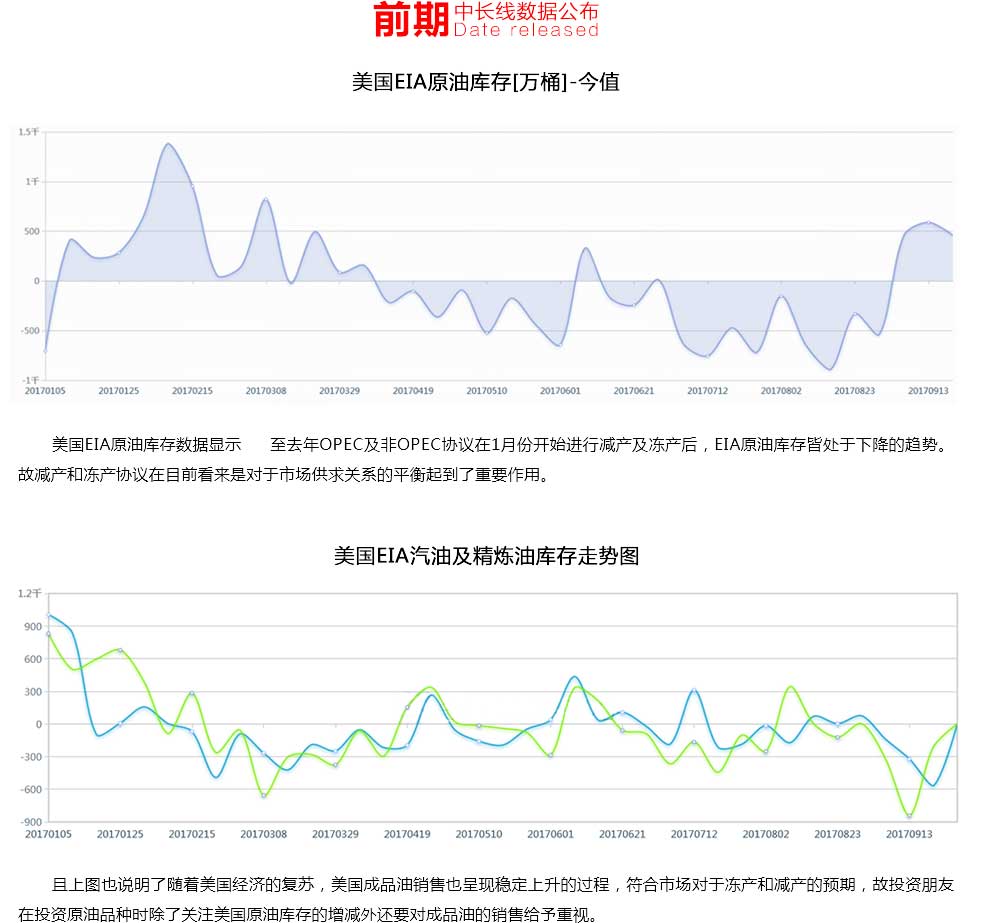 前期 中长线数据公布
Date released
美国EIA原油库存[万桶]-今值
1.5千
1千
500
0
-500
-1千
20170105 20170125 20170215 20170308 20170329 20170419 20170510 20170601 20170621 20170712 20170802 20170823 20170913
美国EIA原油库存数据显示 至去年OPEC及非OPEC协议在1月份开始进行减产及冻产后，EIA原油库存皆处于下降的趋势。
故减产和冻产协议在目前看来是对于市场供求关系的平衡起到了重要作用。
美国EIA汽油及精炼油库存走势图
1.2千
900
600
300
0
-300
-600
-900
20170105 20170125 20170215 20170308 20170329 20170419 20170510 20170601 20170621 20170712 20170802 20170823 20170913
且上图也说明了随着美国经济的复苏，美国成品油销售也呈现稳定上升的过程，符合市场对于冻产和减产的预期，故投资朋友
在投资原油品种时除了关注美国原油库存的增减外还要对成品油的销售给予重视。